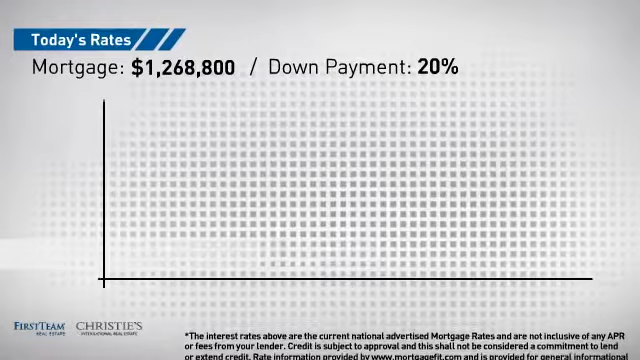 Today's Rates
Mortgage: $1,268,800 / Down Payment: 20%
FIRST TEAM CHRISTIE'S
REAL ESTATE INTERNATIONAL REAL ESTATE
*The interest rates above are the current national advertised Mortgage Rates and are not inclusive of any APR
or fees from your lender. Credit is subject to approval and this shall not be considered a commitment to lend
or extend credit. Rate information provided by www.mortgagefit.com and is provided for general informational